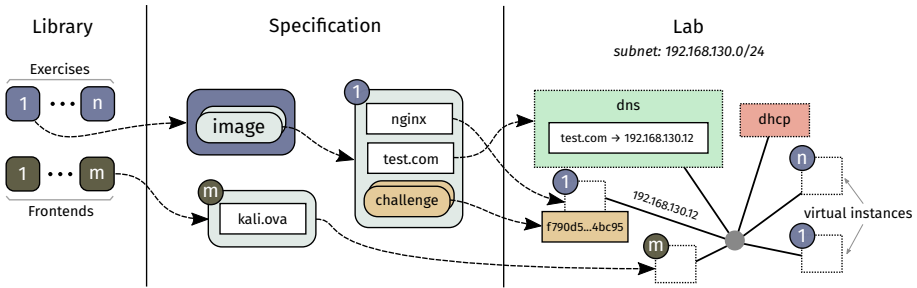 Library
Specification
Lab
subnet: 192.168.130.0/24
Exercises
1 ••• n
1 ••• m
Frontends
image
m
kali.ova
1
nginx
test.com
challenge
dns
test.com → 192.168.130.12
dhcp
1
192.168.130.12
f790d5...4bc95
m
n
virtual instances
1